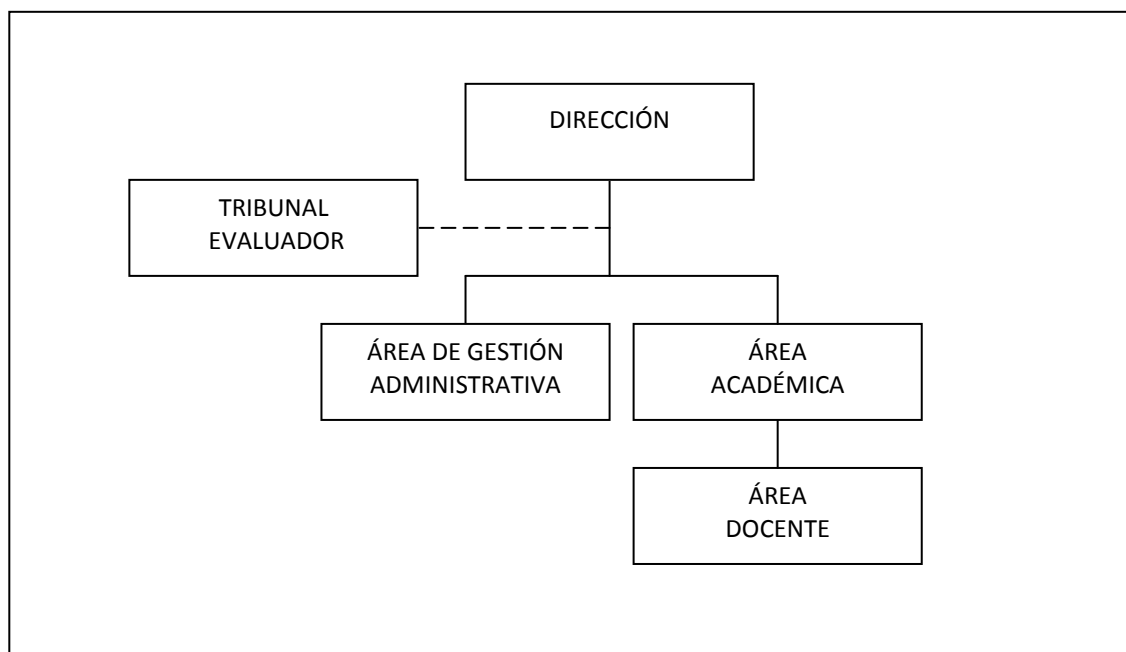 DIRECCIÓN
TRIBUNAL
EVALUADOR
ÁREA DE GESTIÓN
ADMINISTRATIVA
ÁREA
ACADÉMICA
ÁREA
DOCENTE